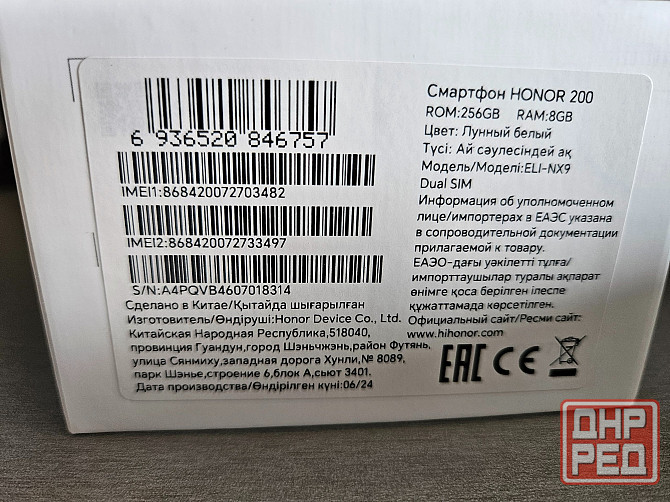 6 936520 846757
IMEI1:868420072703482
IMEI2:868420072733497
S/N:A4PQVB4607018314
Сделано в Китае/Қытайда шығарылған
Изготовитель/Өндіруші:Honor Device Co., Ltd.
Китайская Народная Республика,518040,
провинция Гуандун,город Шэньчжэнь,район Футянь,
улица Сянмиху,западная дорога Хунли,№ 8089,
парк Шэнье,строение 6,блок А,сьют 3401.
Дата производства/Өндірілген күні:06/24
Смартфон HONOR 200
ROM:256GB RAM:8GB
Цвет: Лунный белый
Түсі: Ай сәулесіндей ақ
Модель/Моделі:ELI-NX9
Dual SIM
Информация об уполномоченном
лице/импортерах в ЕАЭС указана
в сопроводительной документации
прилагаемой к товару.
ЕАЭО-дағы уәкілетті тұлға/
импорттаушылар туралы ақпарат
өнімге қоса берілген ілеспе
құжаттамада көрсетілген.
Официальный сайт/Ресми сайт:
www.hihonor.com
EAC CE
ДНР
РЕД